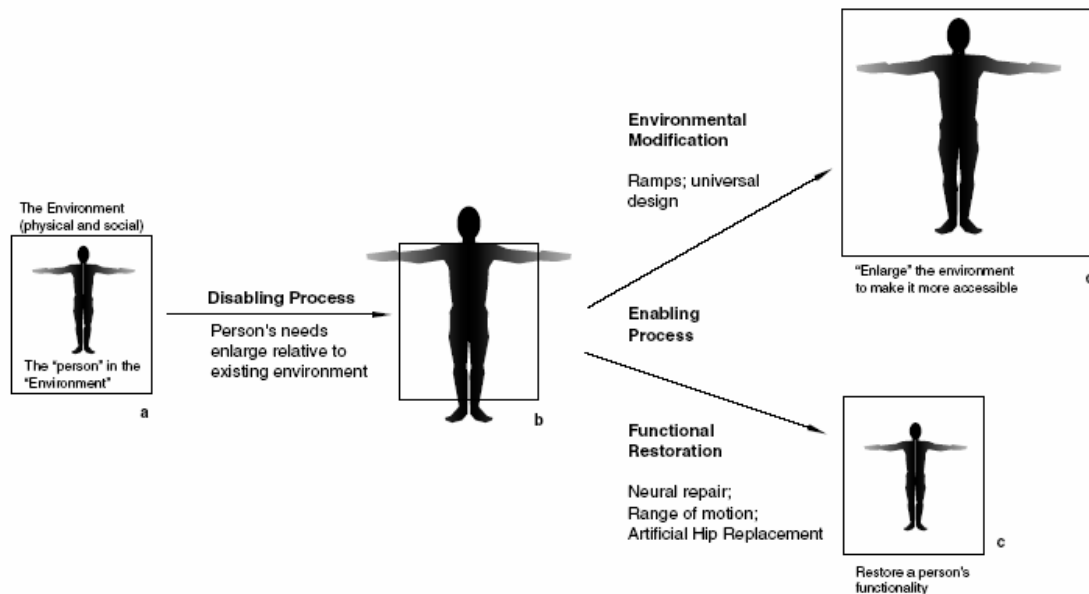 The Environment
(physical and social)
The "person" in the
"Environment"
a
Disabling Process
Person's needs
enlarge relative to
existing environment
b
Environmental
Modification
Ramps; universal
design
Enabling
Process
Functional
Restoration
Neural repair;
Range of motion;
Artificial Hip Replacement
"Enlarge" the environment
to make it more accessible
c
Restore a person's
functionality